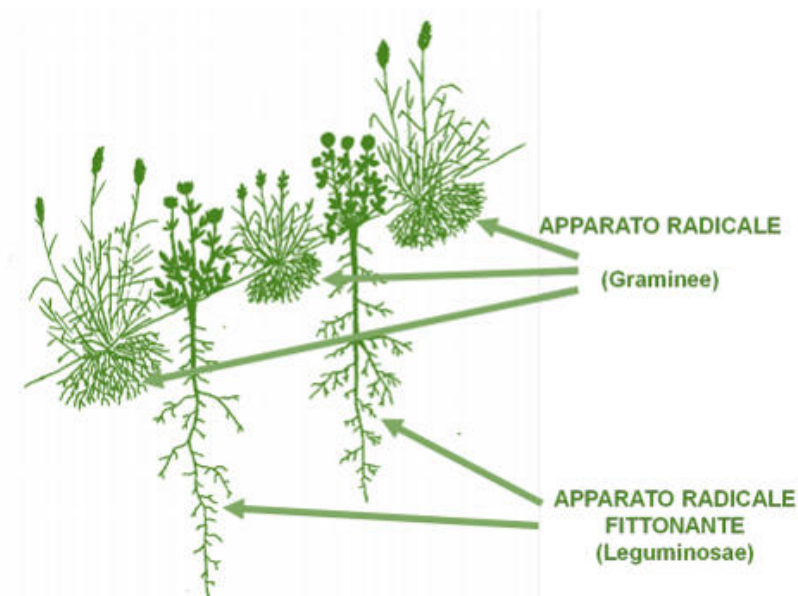 APPARATO RADICALE
(Graminee)
APPARATO RADICALE
FITTONANTE
(Leguminosae)